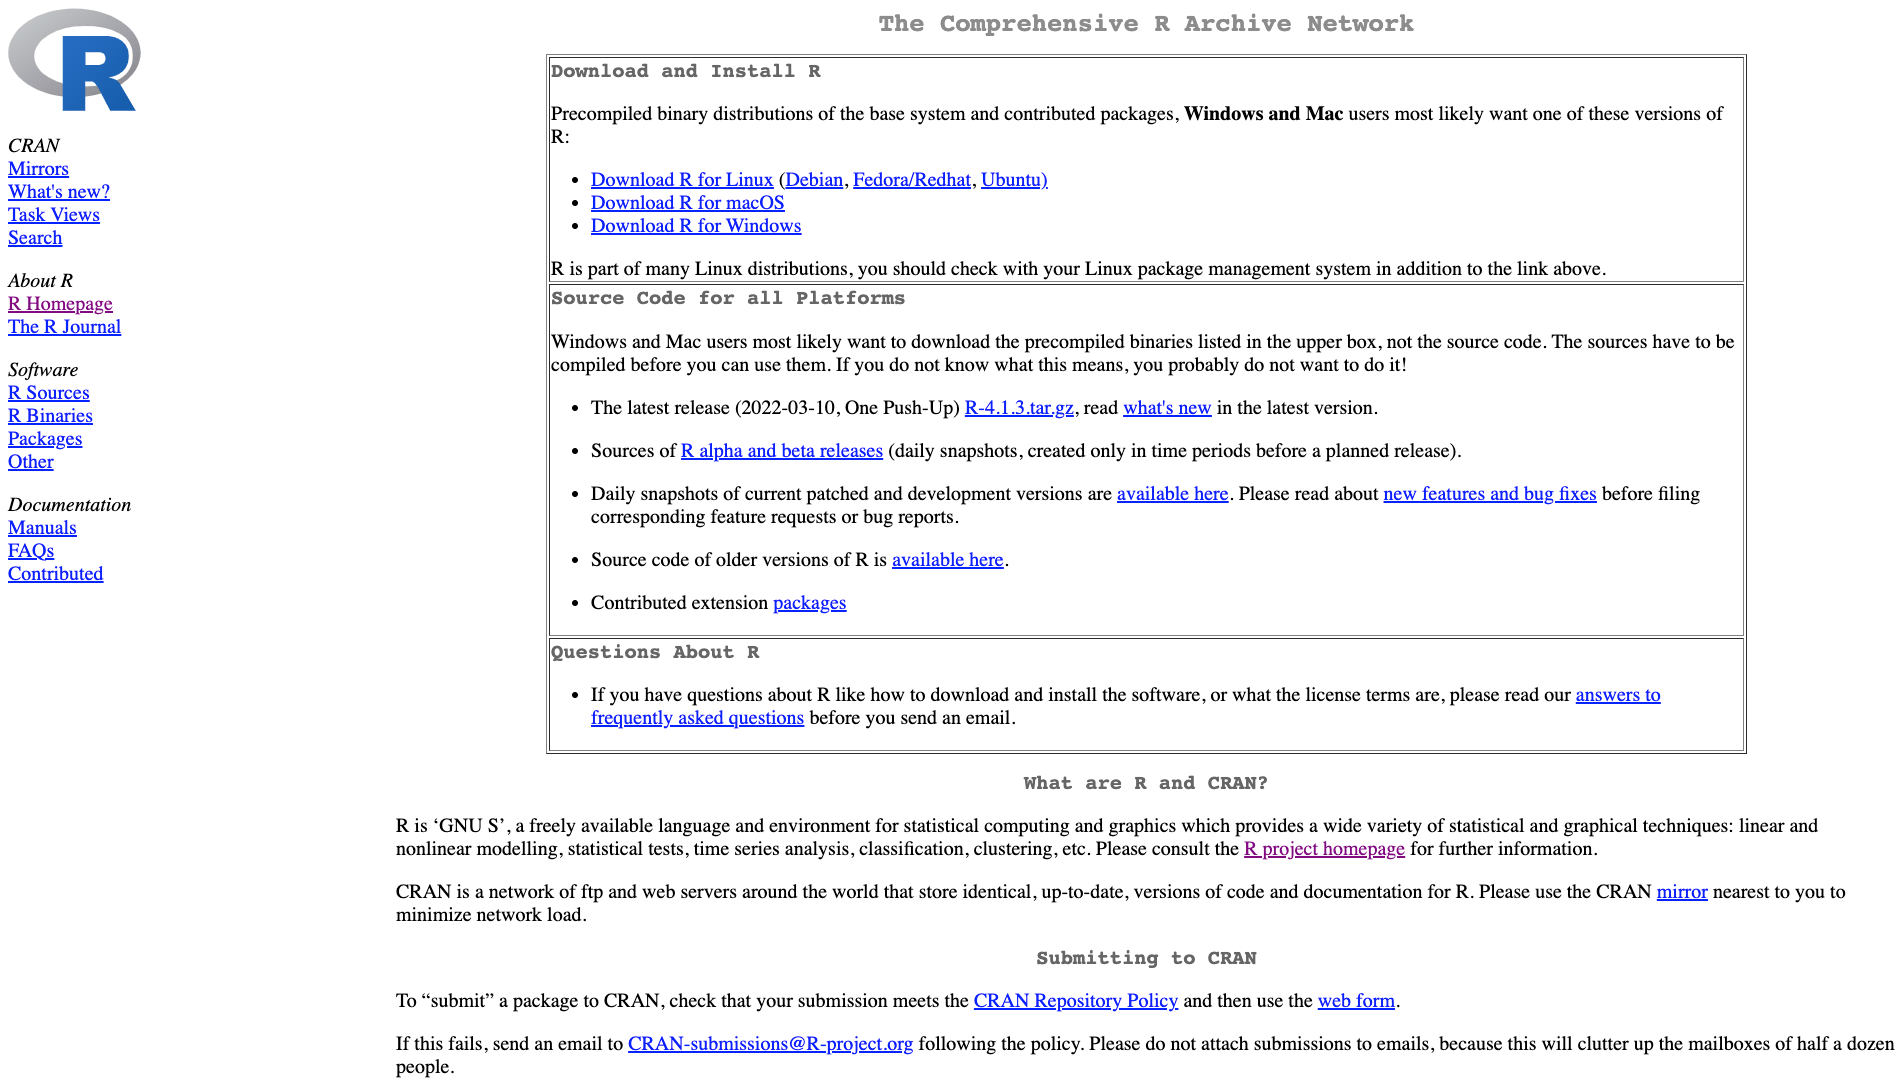 R
CRAN
Mirrors
What's new?
Task Views
Search
About R
R Homepage
The R Journal
Software
R Sources
R Binaries
Packages
Other
Documentation
Manuals
FAQs
Contributed
The Comprehensive R Archive Network
Download and Install R
Precompiled binary distributions of the base system and contributed packages, Windows and Mac users most likely want one of these versions of
R:
• Download R for Linux (Debian, Fedora/Redhat, Ubuntu)
• Download R for macOS
• Download R for Windows
R is part of many Linux distributions, you should check with your Linux package management system in addition to the link above.
Source Code for all Platforms
Windows and Mac users most likely want to download the precompiled binaries listed in the upper box, not the source code. The sources have to be
compiled before you can use them. If you do not know what this means, you probably do not want to do it!
• The latest release (2022-03-10, One Push-Up) R-4.1.3.tar.gz, read what's new in the latest version.
• Sources of R alpha and beta releases (daily snapshots, created only in time periods before a planned release).
• Daily snapshots of current patched and development versions are available here. Please read about new features and bug fixes before filing
corresponding feature requests or bug reports.
• Source code of older versions of R is available here.
• Contributed extension packages
Questions About R
• If you have questions about R like how to download and install the software, or what the license terms are, please read our answers to
frequently asked questions before you send an email.
What are R and CRAN?
R is ‘GNU S’, a freely available language and environment for statistical computing and graphics which provides a wide variety of statistical and graphical techniques: linear and
nonlinear modelling, statistical tests, time series analysis, classification, clustering, etc. Please consult the R project homepage for further information.
CRAN is a network of ftp and web servers around the world that store identical, up-to-date, versions of code and documentation for R. Please use the CRAN mirror nearest to you to
minimize network load.
Submitting to CRAN
To “submit” a package to CRAN, check that your submission meets the CRAN Repository Policy and then use the web form.
If this fails, send an email to CRAN-submissions@R-project.org following the policy. Please do not attach submissions to emails, because this will clutter up the mailboxes of half a dozen
people.